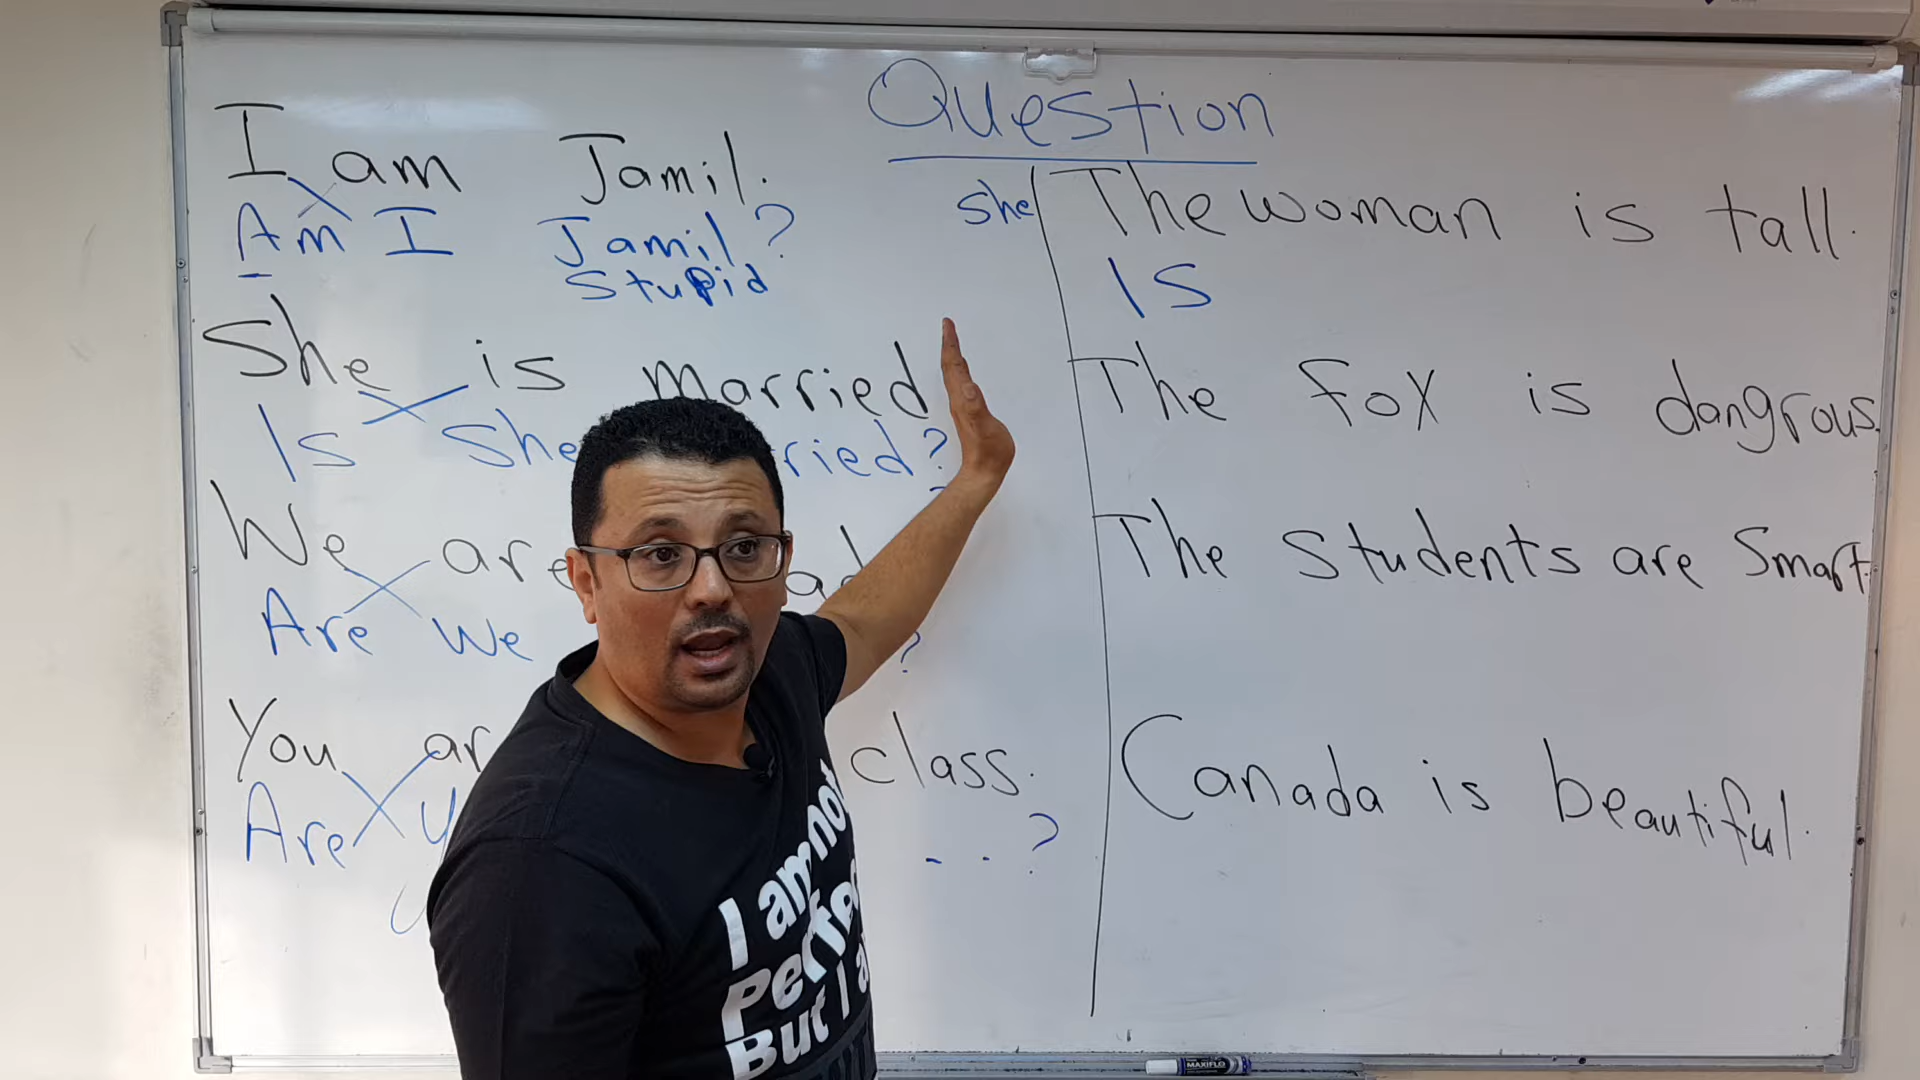 Question
I am Jamil.
Am I Jamil?
Stupid
She is married
Is she ried?
We are
Are we ?
You ar class.
Are y . . ?
she
The woman is tall.
Is
The Fox is dangrous.
The students are smart.
Canada is beautiful.
I am not
Perfe
But I a
MAXIFLO